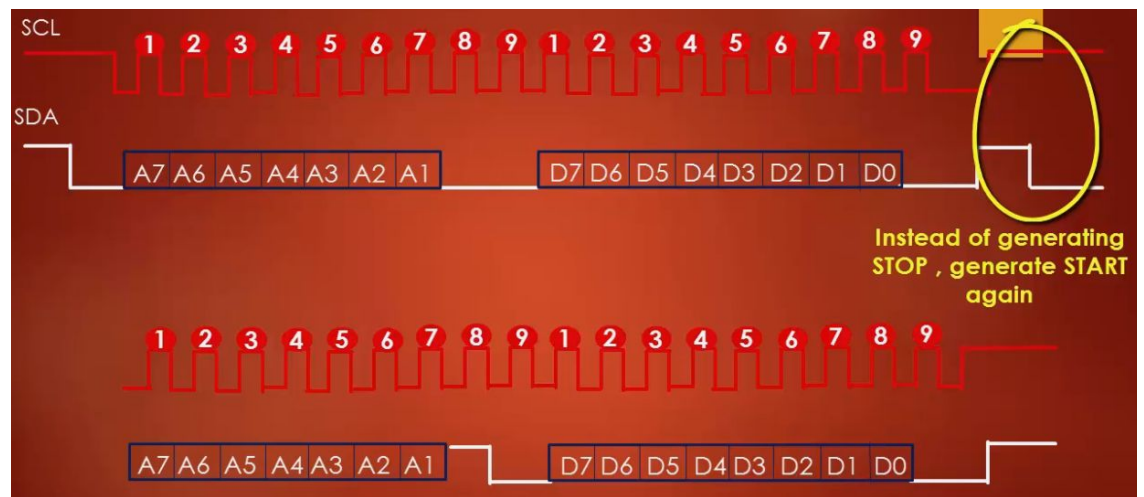 SCL
1 2 3 4 5 6 7 8 9 1 2 3 4 5 6 7 8 9
SDA
A7 A6 A5 A4 A3 A2 A1 D7 D6 D5 D4 D3 D2 D1 D0
Instead of generating
STOP , generate START
again
1 2 3 4 5 6 7 8 9 1 2 3 4 5 6 7 8 9
A7 A6 A5 A4 A3 A2 A1 D7 D6 D5 D4 D3 D2 D1 D0